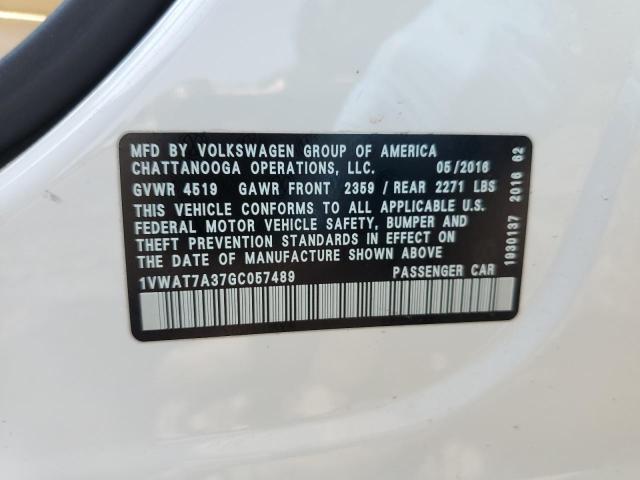 MFD BY VOLKSWAGEN GROUP OF AMERICA
CHATTANOOGA OPERATIONS, LLC. 05/2016
GVWR 4519 GAWR FRONT 2359 / REAR 2271 LBS
THIS VEHICLE CONFORMS TO ALL APPLICABLE U.S.
FEDERAL MOTOR VEHICLE SAFETY, BUMPER AND
THEFT PREVENTION STANDARDS IN EFFECT ON
THE DATE OF MANUFACTURE SHOWN ABOVE
1VWAT7A37GC057489 PASSENGER CAR
1930137 2016 62